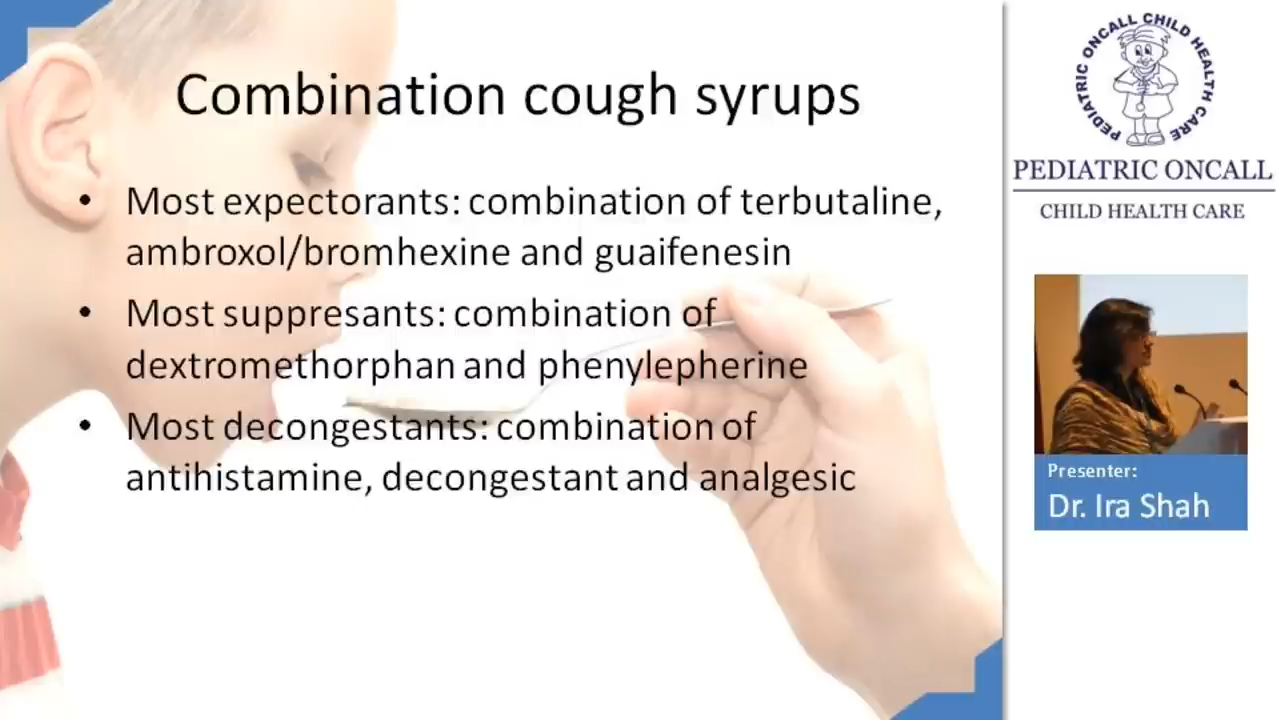 Combination cough syrups
• Most expectorants: combination of terbutaline,
ambroxol/bromhexine and guaifenesin
• Most suppresants: combination of
dextromethorphan and phenylepherine
• Most decongestants: combination of
antihistamine, decongestant and analgesic
PEDIATRIC ONCALL CHILD HEALTH CARE
PEDIATRIC ONCALL
CHILD HEALTH CARE
Presenter:
Dr. Ira Shah